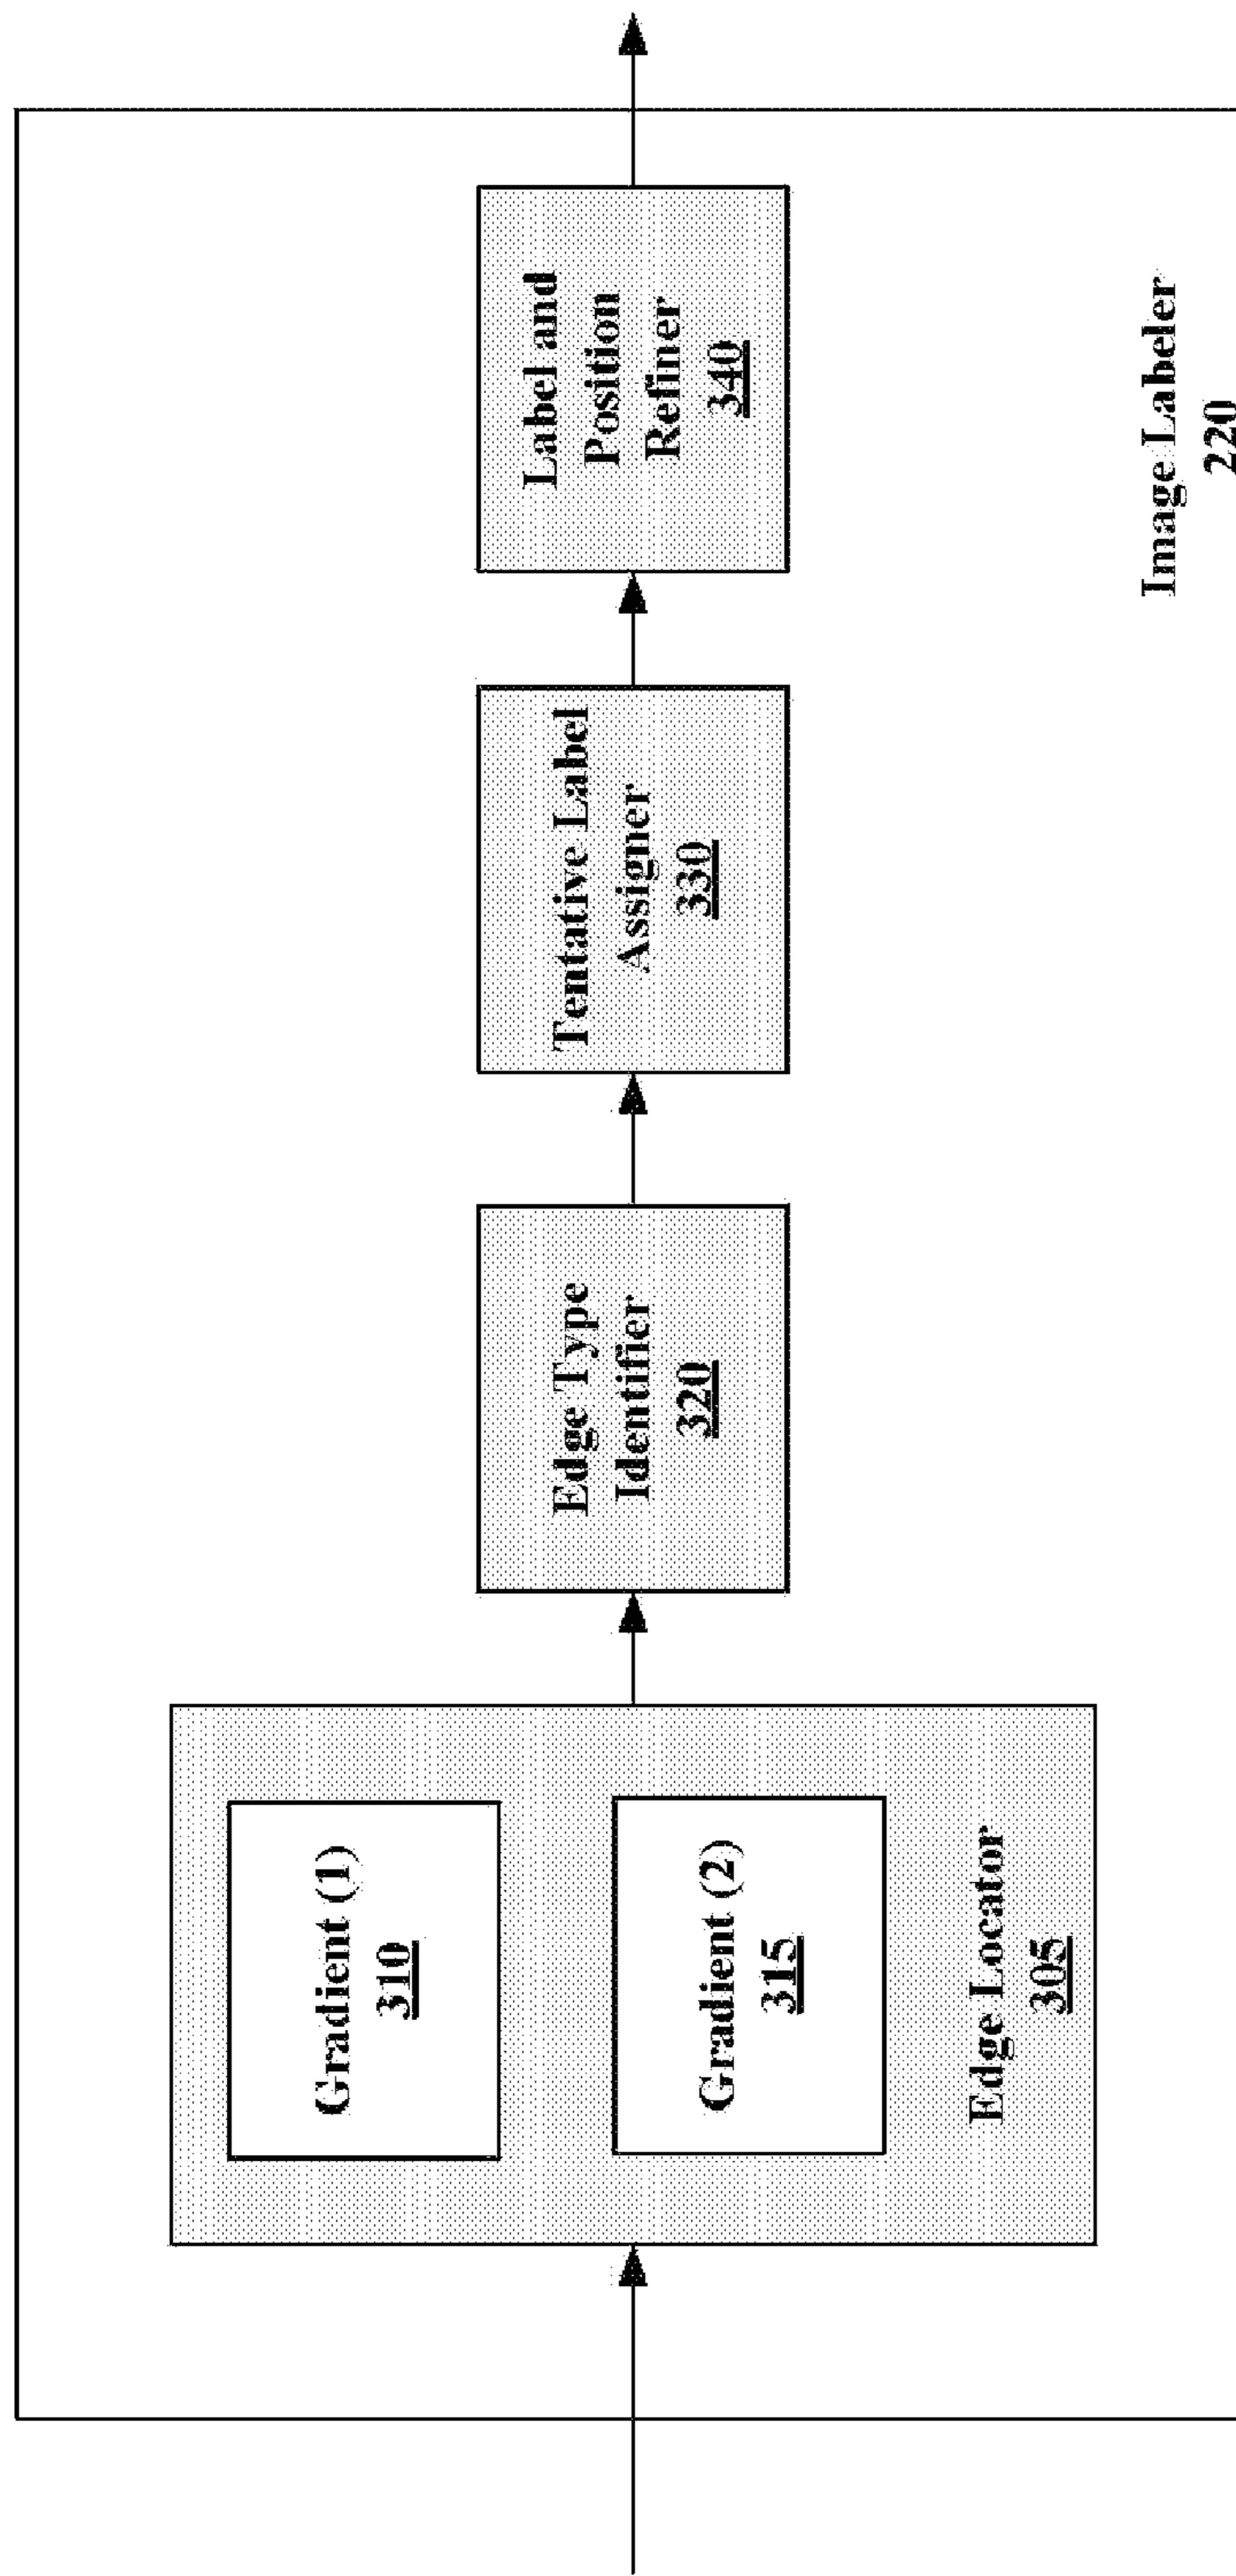 Gradient (1)
310
Gradient (2)
315
Edge Locator
305
Edge Type
Identifier
320
Tentative Label
Assigner
330
Label and
Position
Refiner
340
Image Labeler
220